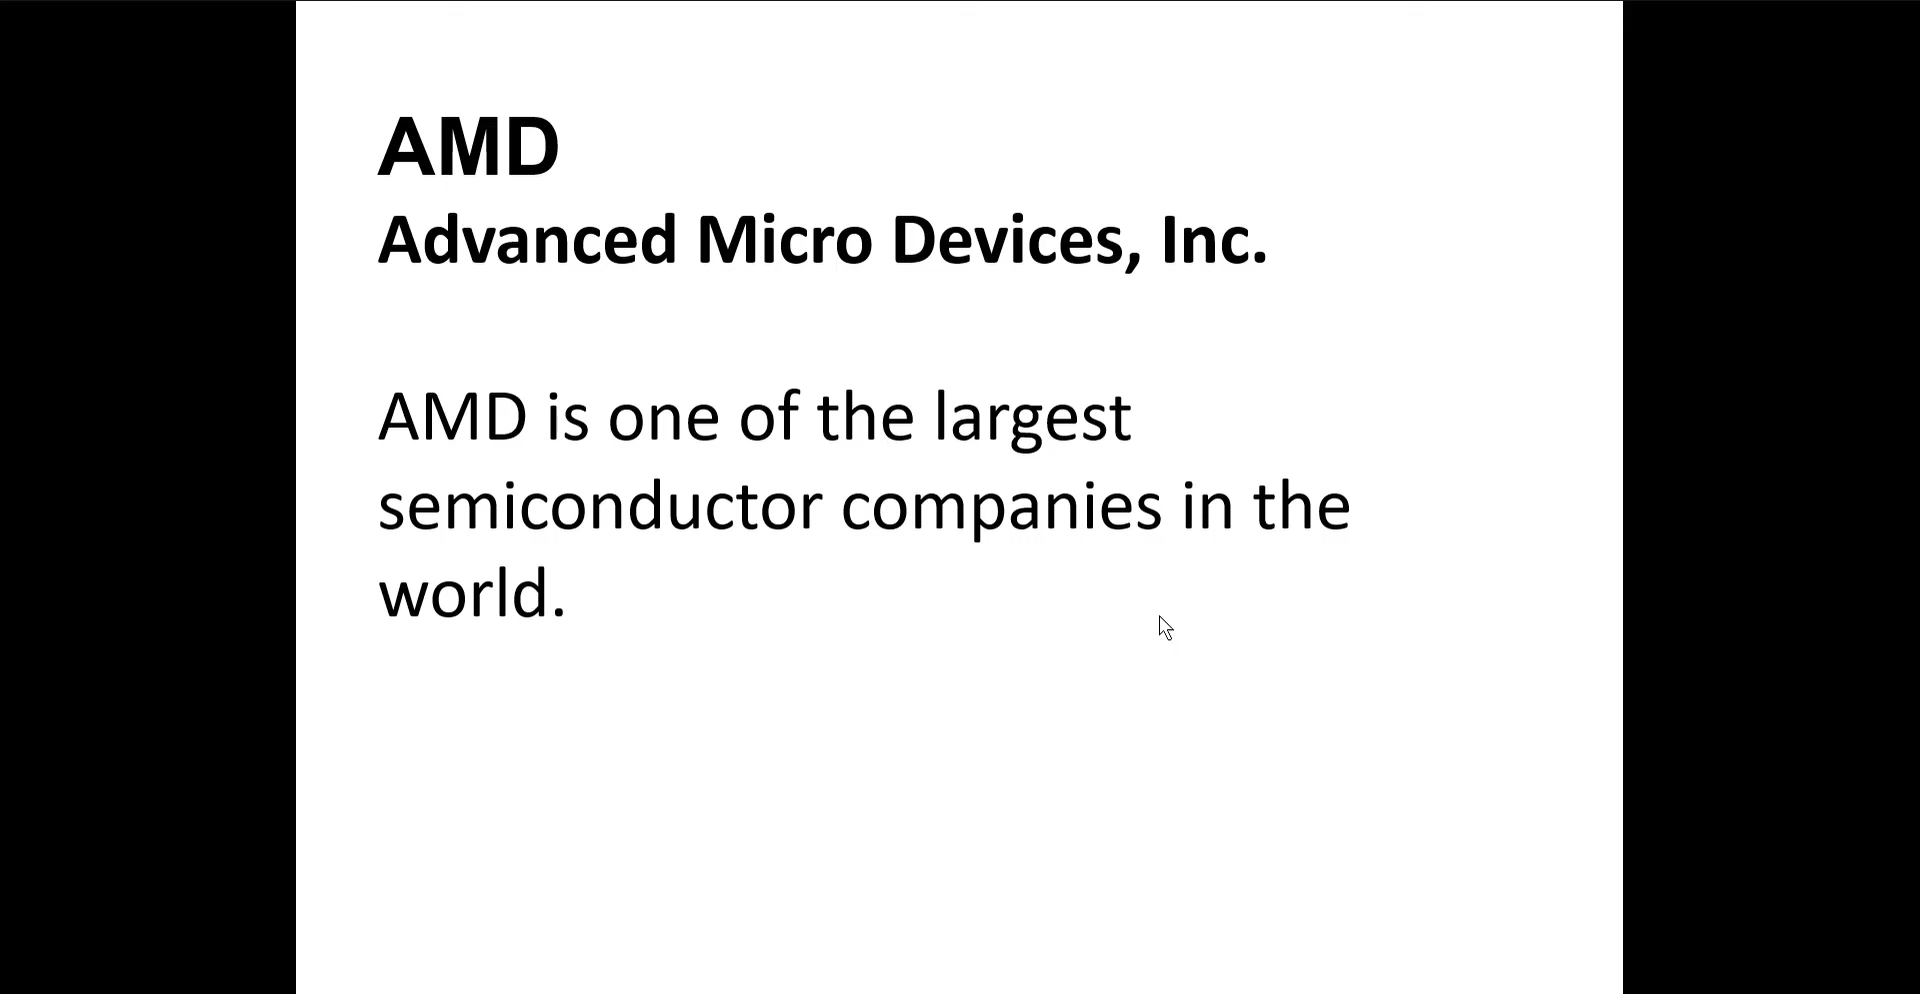 AMD
Advanced Micro Devices, Inc.
AMD is one of the largest
semiconductor companies in the
world.